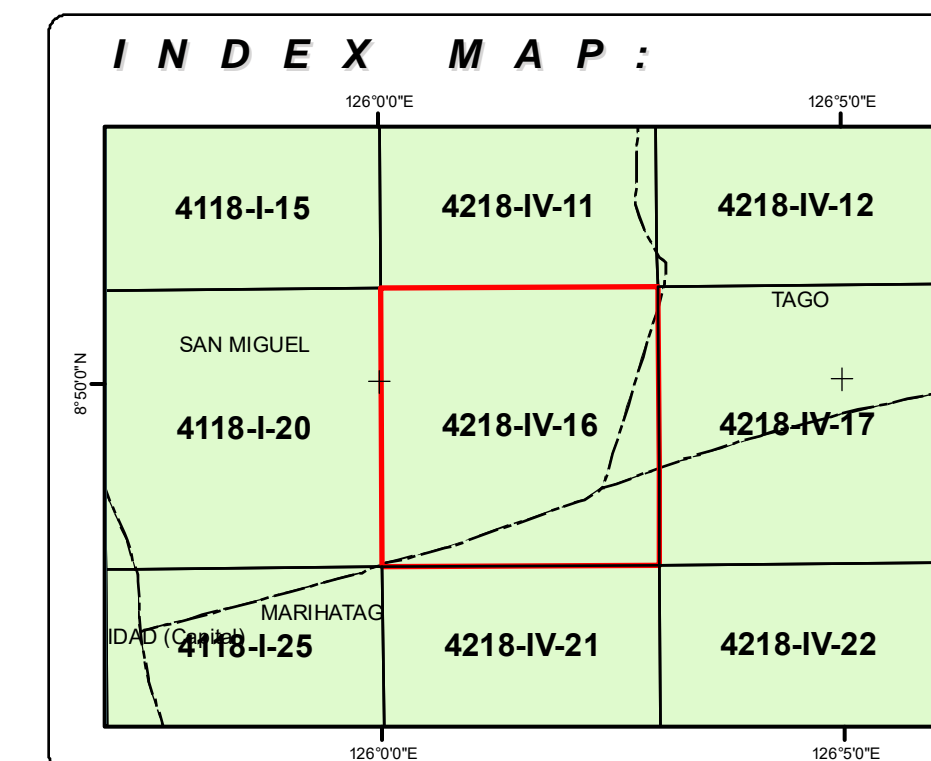 INDEX MAP:
126°0'0"E 126°5'0"E
4118-I-15 4218-IV-11 4218-IV-12
TAGO
SAN MIGUEL
8°50'0"N
4118-I-20 4218-IV-16 4218-IV-17
MARIHATAG
IDAD (Capital)
4118-I-25 4218-IV-21 4218-IV-22
126°0'0"E 126°5'0"E